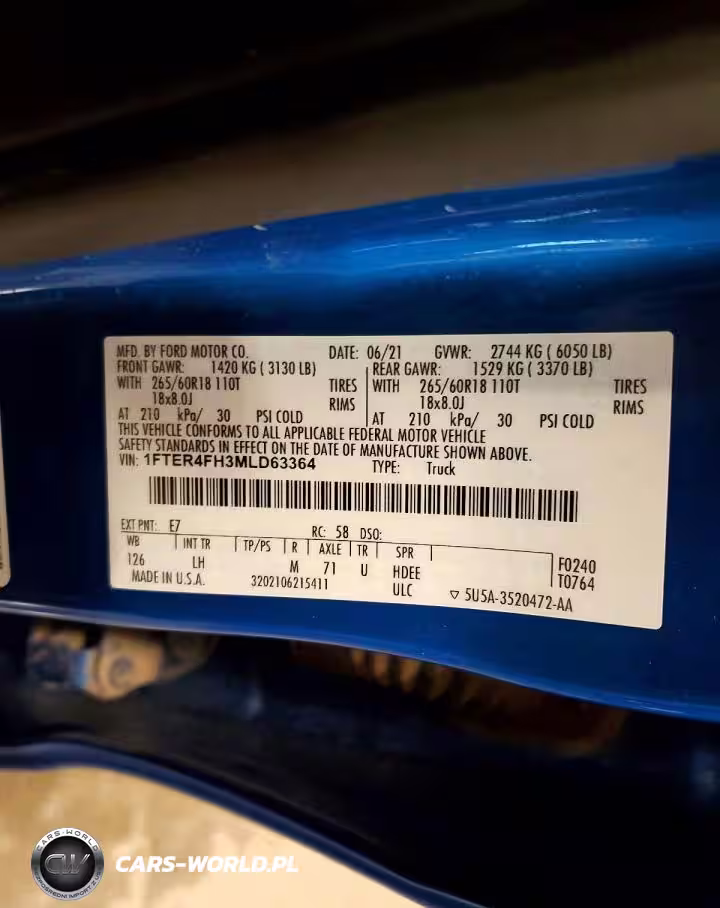 MFD. BY FORD MOTOR CO. DATE: 06/21 GVWR: 2744 KG ( 6050 LB)
FRONT GAWR: 1420 KG ( 3130 LB) REAR GAWR: 1529 KG ( 3370 LB)
WITH 265/60R18 110T TIRES WITH 265/60R18 110T TIRES
18x8.0J RIMS 18x8.0J RIMS
AT 210 kPa/ 30 PSI COLD AT 210 kPa/ 30 PSI COLD
THIS VEHICLE CONFORMS TO ALL APPLICABLE FEDERAL MOTOR VEHICLE
SAFETY STANDARDS IN EFFECT ON THE DATE OF MANUFACTURE SHOWN ABOVE.
VIN: 1FTER4FH3MLD63364 TYPE: Truck
EXT PNT: E7 RC: 58 DSO:
WB INT TR TP/PS R AXLE TR SPR
126 LH M 71 U HDEE F0240
MADE IN U.S.A. 3202106215411 ULC T0764
▽ 5U5A-3520472-AA
CARS-WORLD
CW
CARS-WORLD.PL